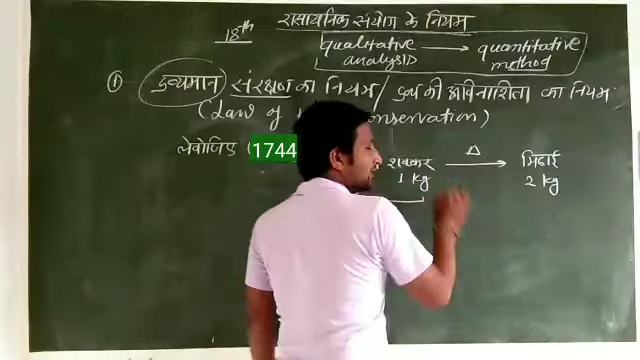 रासायनिक संयोग के नियम
18th
qualitative analysis → quantitative method
① द्रव्यमान संरक्षण का नियम / द्रव्य की अविनाशिता का नियम
(Law of conservation)
लेवोजिए (1744
शक्कर Δ → मिठाई
1 kg 2 kg